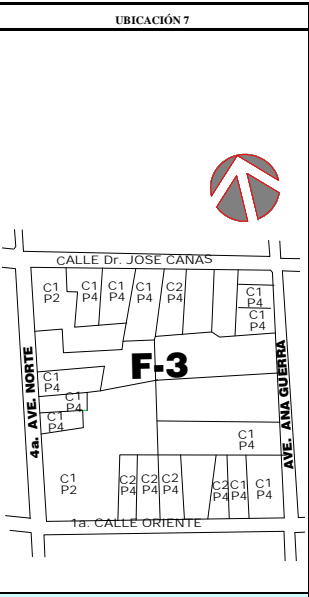 UBICACIÓN 7
CALLE Dr. JOSE CAÑAS
C1 P2
C1 P4
C1 P4
C1 P4
C2 P4
C1 P4
C1 P4
F-3
4a. AVE. NORTE
AVE. ANA GUERRA
C1 P4
C1 P4
C1 P4
C1 P4
C1 P2
C2 P4
C2 P4
C2 P4
C2 P4
C1 P4
C1 P4
1a. CALLE ORIENTE